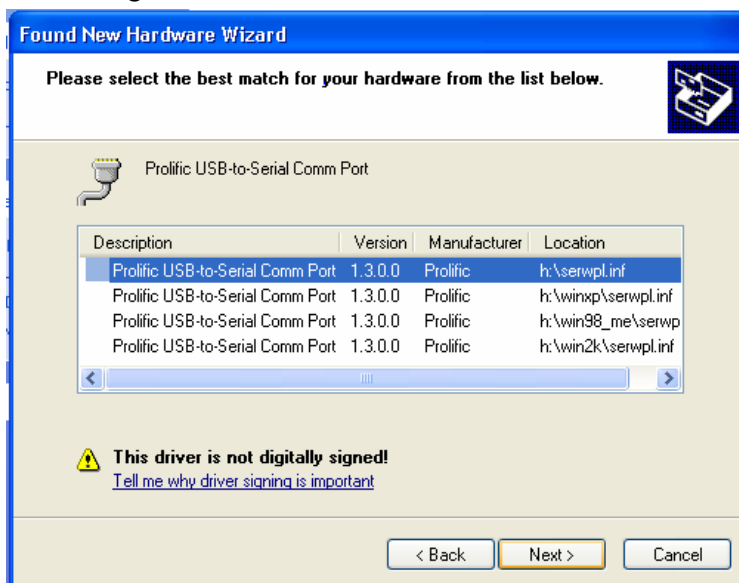 Found New Hardware Wizard
Please select the best match for your hardware from the list below.
Prolific USB-to-Serial Comm Port
Description Version Manufacturer Location
Prolific USB-to-Serial Comm Port 1.3.0.0 Prolific h:\serwpl.inf
Prolific USB-to-Serial Comm Port 1.3.0.0 Prolific h:\winxp\serwpl.inf
Prolific USB-to-Serial Comm Port 1.3.0.0 Prolific h:\win98_me\serwp
Prolific USB-to-Serial Comm Port 1.3.0.0 Prolific h:\win2k\serwpl.inf
This driver is not digitally signed!
Tell me why driver signing is important
< Back Next > Cancel